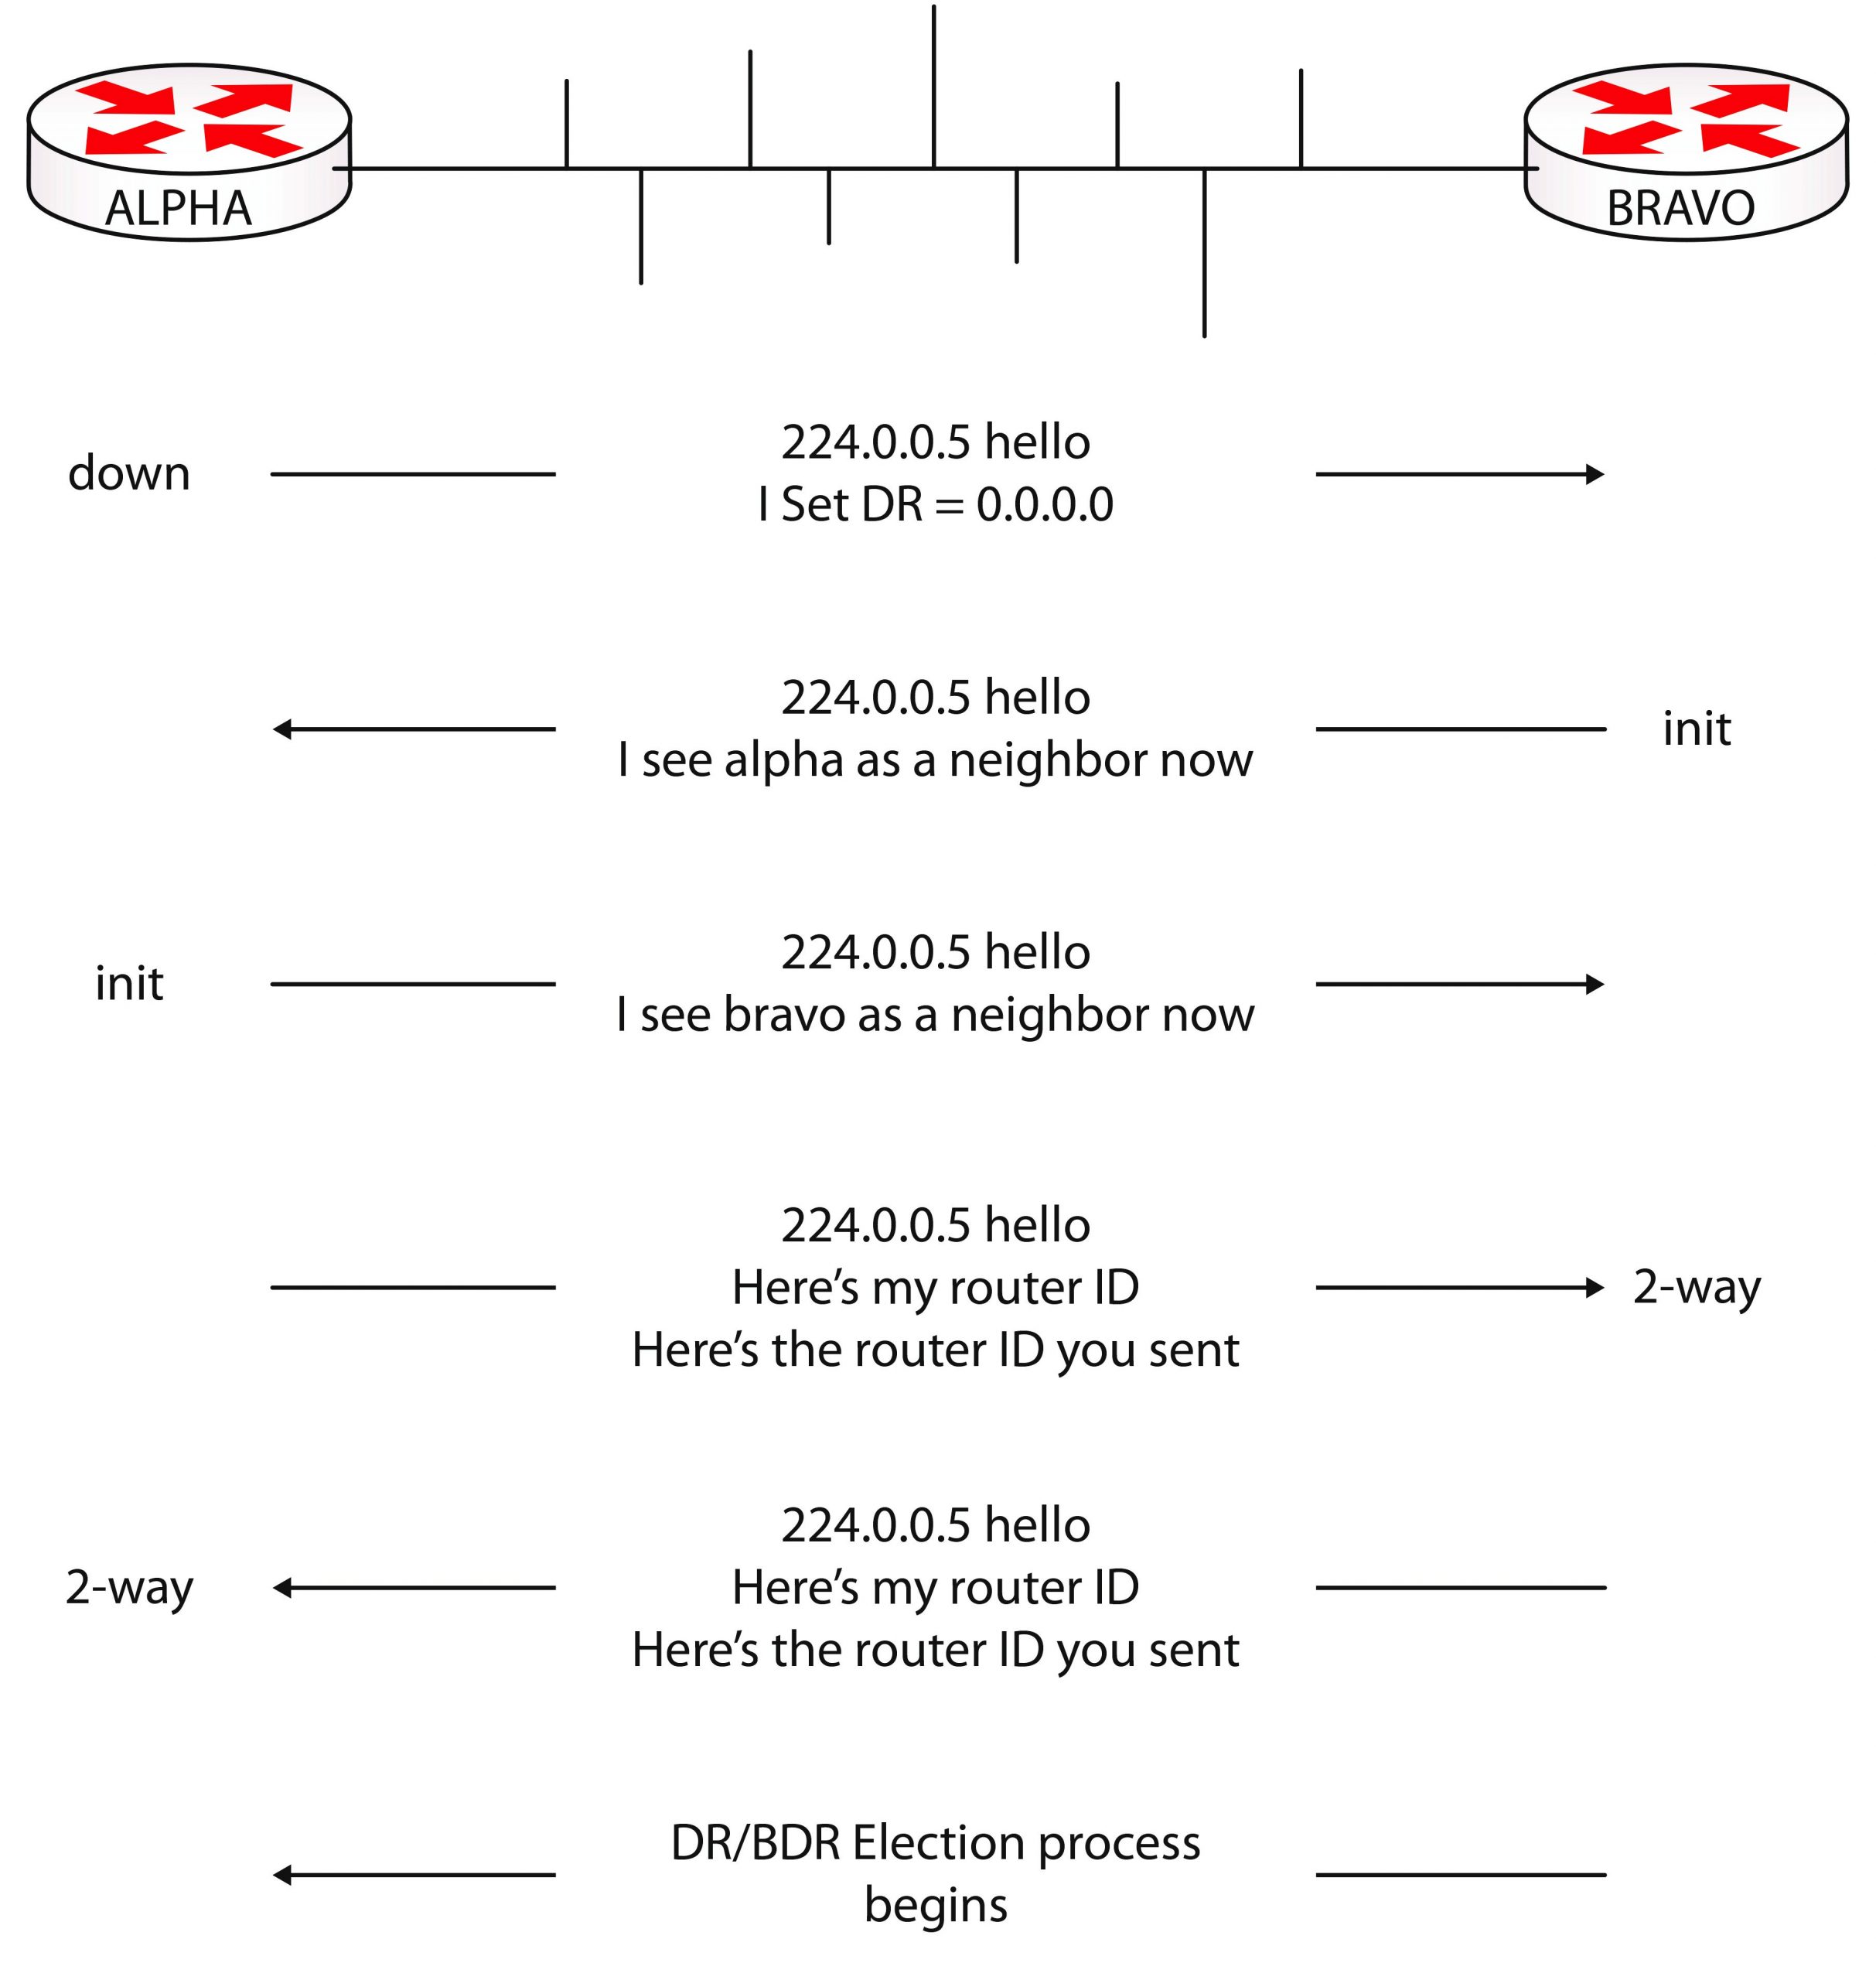 ALPHA
BRAVO
224.0.0.5 hello
down
I Set DR = 0.0.0.0
224.0.0.5 hello
init
I see alpha as a neighbor now
224.0.0.5 hello
init
I see bravo as a neighbor now
224.0.0.5 hello
Here’s my router ID
2-way
Here’s the router ID you sent
224.0.0.5 hello
2-way
Here’s my router ID
Here’s the router ID you sent
DR/BDR Election process
begins